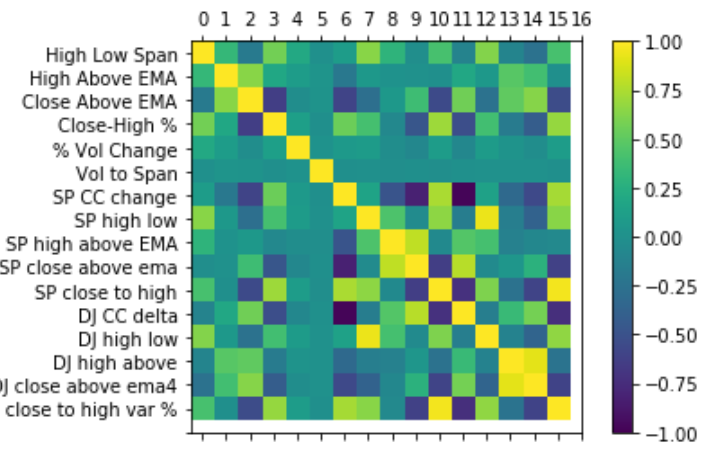 0 1 2 3 4 5 6 7 8 9 10 11 12 13 14 15 16
High Low Span
High Above EMA
Close Above EMA
Close-High %
% Vol Change
Vol to Span
SP CC change
SP high low
SP high above EMA
SP close above ema
SP close to high
DJ CC delta
DJ high low
DJ high above
DJ close above ema4
close to high var %
1.00
0.75
0.50
0.25
0.00
−0.25
−0.50
−0.75
−1.00